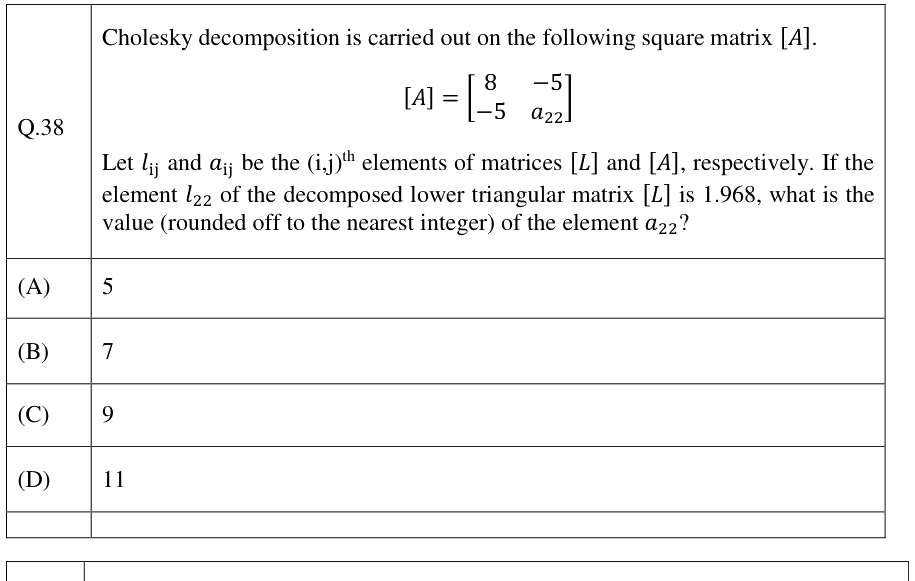 Cholesky decomposition is carried out on the following square matrix [A].
[A] = [8 −5
−5 a₂₂]
Q.38
Let lᵢⱼ and aᵢⱼ be the (i,j)ᵗʰ elements of matrices [L] and [A], respectively. If the
element l₂₂ of the decomposed lower triangular matrix [L] is 1.968, what is the
value (rounded off to the nearest integer) of the element a₂₂?
(A) 5
(B) 7
(C) 9
(D) 11